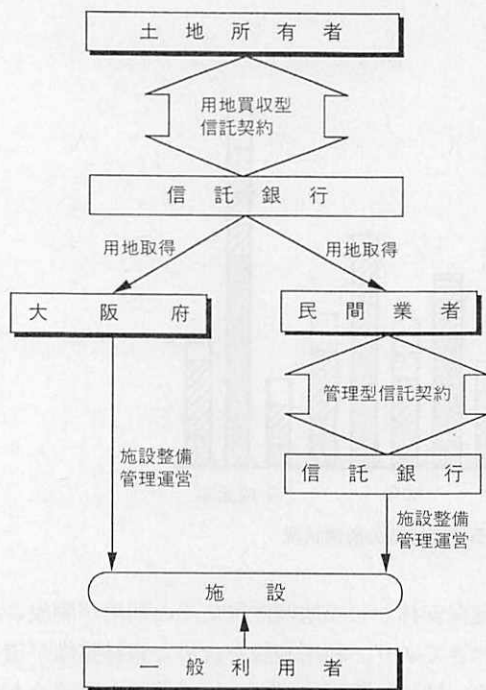 土地所有者
用地買収型
信託契約
信託銀行
用地取得
用地取得
大阪府
民間業者
管理型信託契約
施設整備
管理運営
信託銀行
施設整備
管理運営
施設
一般利用者